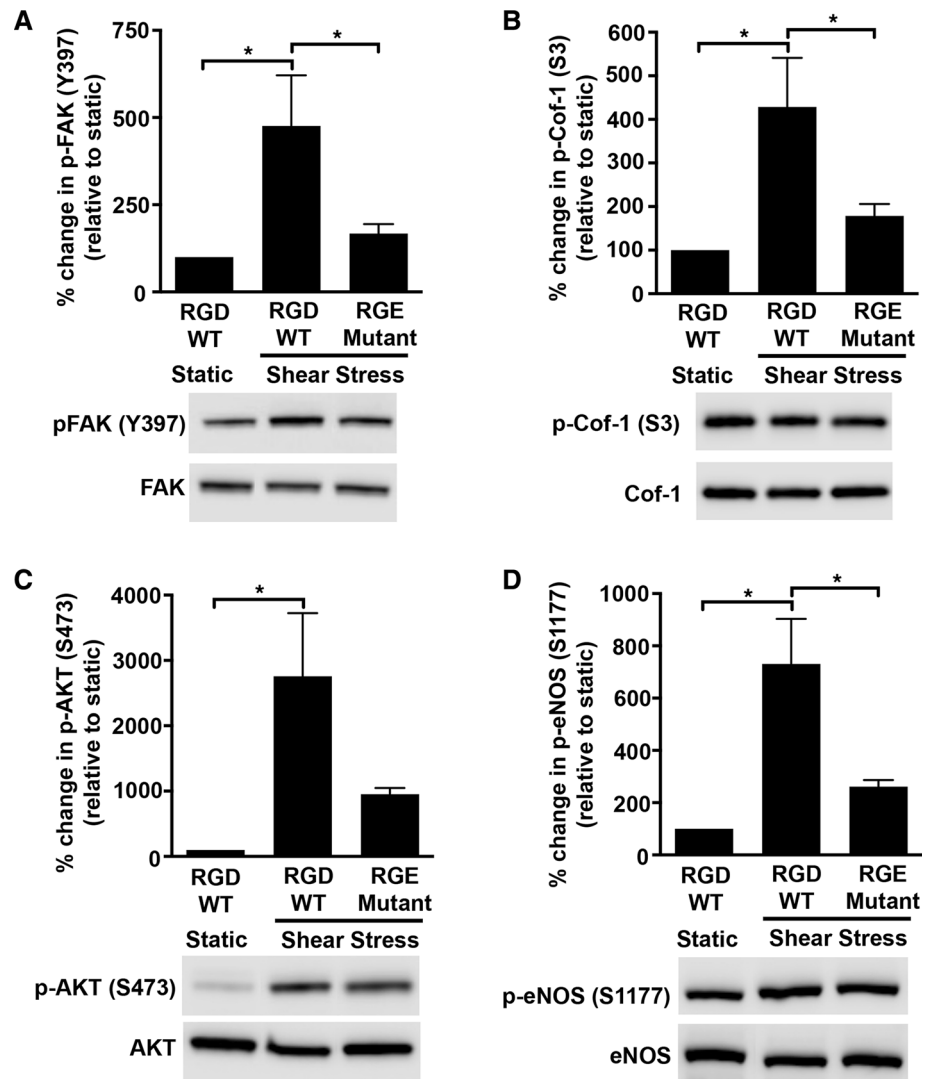 A
% change in p-FAK (Y397)
(relative to static)
750
500
250
0
*
*
RGD
WT
RGD
WT
RGE
Mutant
Static
Shear Stress
pFAK (Y397)
FAK
B
% change in p-Cof-1 (S3)
(relative to static)
600
500
400
300
200
100
0
*
*
RGD
WT
RGD
WT
RGE
Mutant
Static
Shear Stress
p-Cof-1 (S3)
Cof-1
C
% change in p-AKT (S473)
(relative to static)
4000
3000
2000
1000
0
*
RGD
WT
RGD
WT
RGE
Mutant
Static
Shear Stress
p-AKT (S473)
AKT
D
% change in p-eNOS (S1177)
(relative to static)
1000
800
600
400
200
0
*
*
RGD
WT
RGD
WT
RGE
Mutant
Static
Shear Stress
p-eNOS (S1177)
eNOS